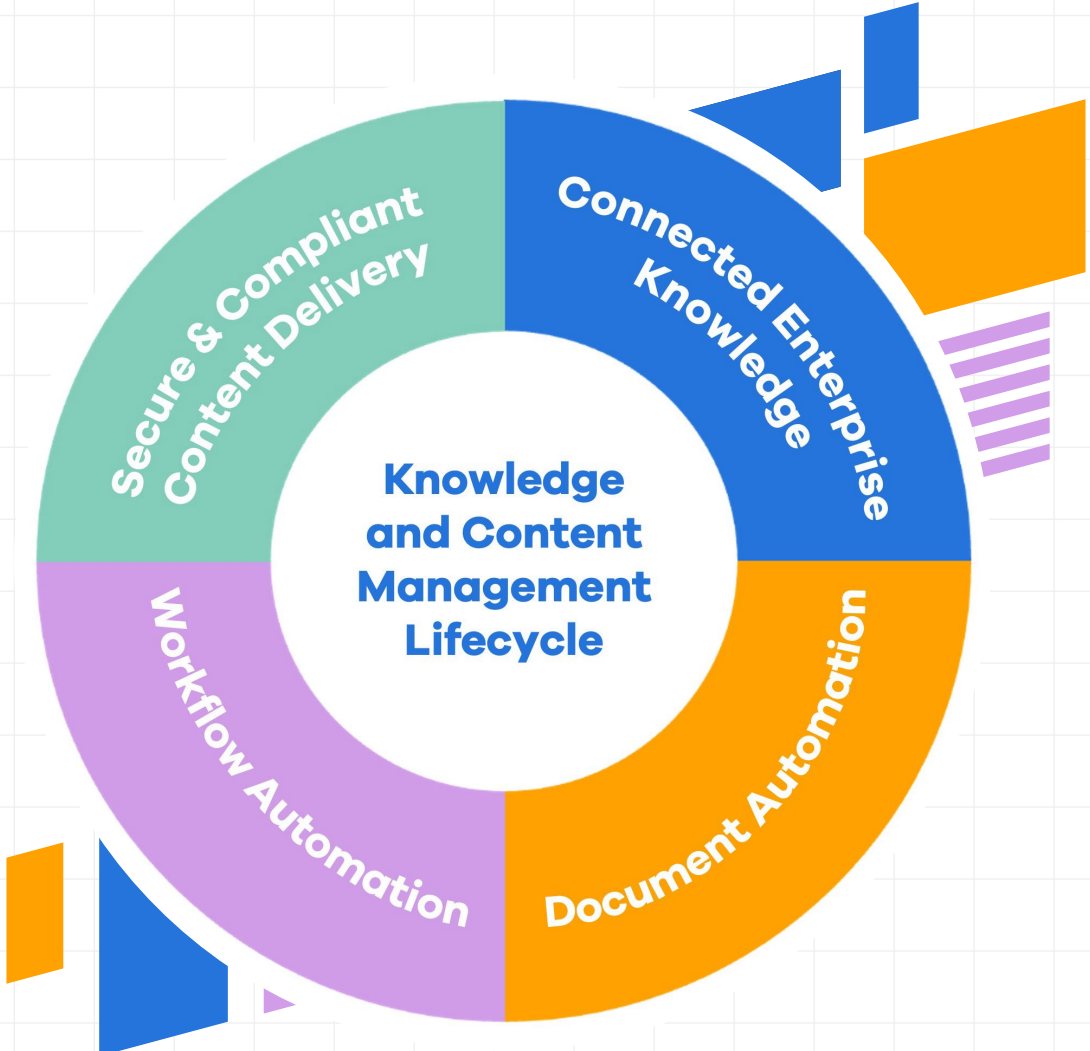 Secure & Compliant
Content Delivery
Connected Enterprise
Knowledge
Knowledge
and Content
Management
Lifecycle
Workflow Automation
Document Automation